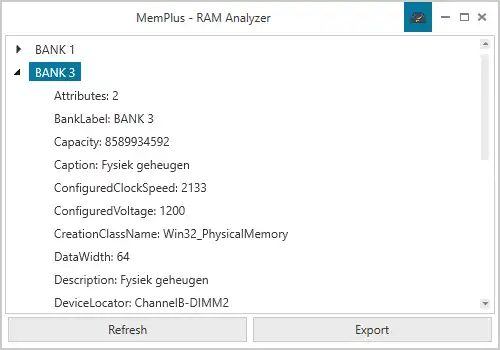 MemPlus - RAM Analyzer
BANK 1
BANK 3
Attributes: 2
BankLabel: BANK 3
Capacity: 8589934592
Caption: Fysiek geheugen
ConfiguredClockSpeed: 2133
ConfiguredVoltage: 1200
CreationClassName: Win32_PhysicalMemory
DataWidth: 64
Description: Fysiek geheugen
DeviceLocator: ChannelB-DIMM2
Refresh
Export